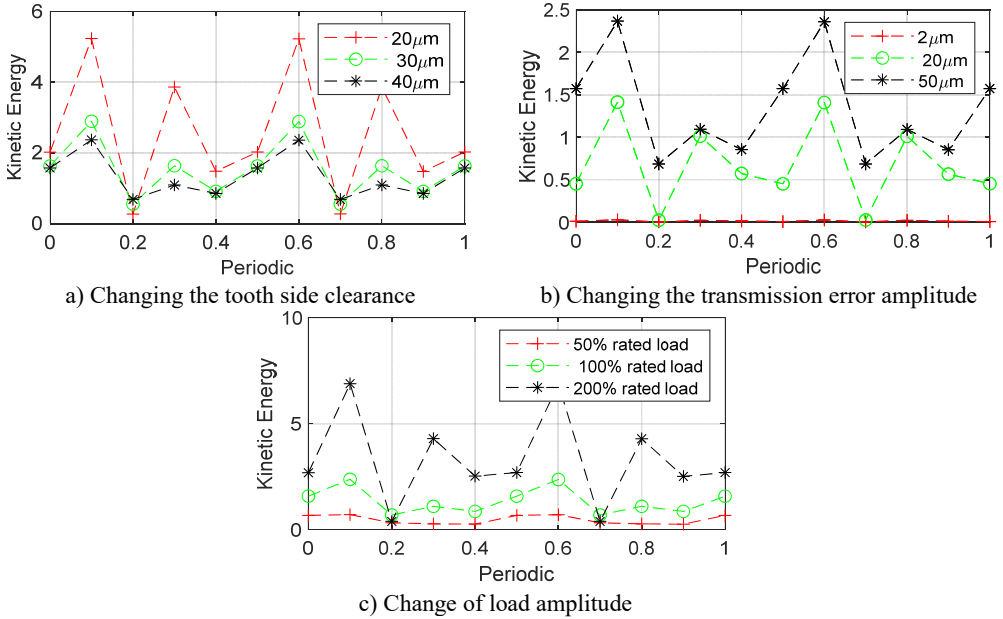 6
4
2
0
Kinetic Energy
20μm
30μm
40μm
0 0.2 0.4 0.6 0.8 1
Periodic
a) Changing the tooth side clearance
2.5
2
1.5
1
0.5
0
Kinetic Energy
2μm
20μm
50μm
0 0.2 0.4 0.6 0.8 1
Periodic
b) Changing the transmission error amplitude
10
5
0
Kinetic Energy
50% rated load
100% rated load
200% rated load
0 0.2 0.4 0.6 0.8 1
Periodic
c) Change of load amplitude